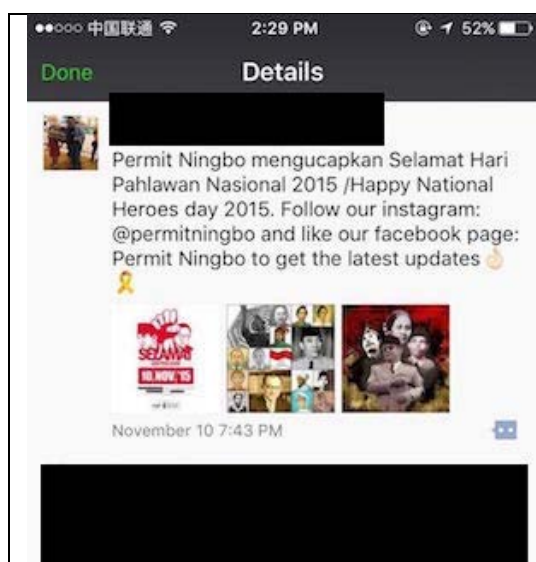 中国联通 2:29 PM 52%
Done Details
Permit Ningbo mengucapkan Selamat Hari
Pahlawan Nasional 2015 /Happy National
Heroes day 2015. Follow our instagram:
@permitningbo and like our facebook page:
Permit Ningbo to get the latest updates👌🏻
🎗
SELAMAT
10.NOV.'15
November 10 7:43 PM